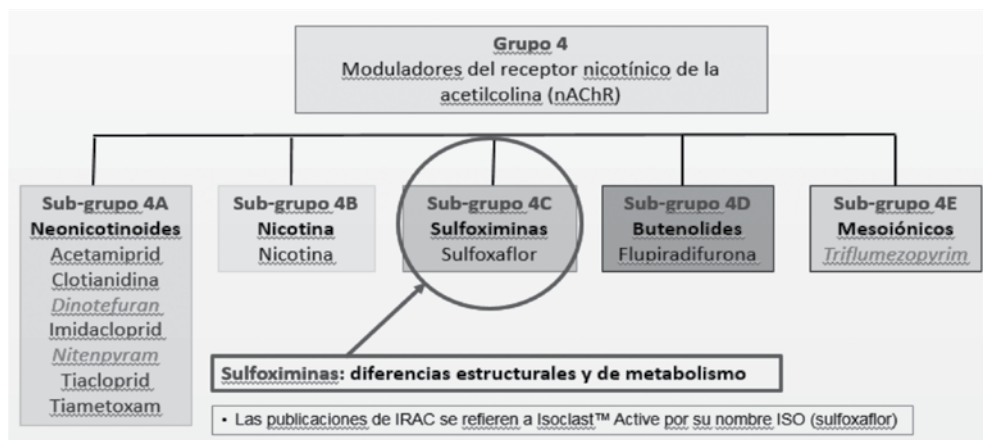 Grupo 4
Moduladores del receptor nicotínico de la
acetilcolina (nAChR)
Sub-grupo 4A
Neonicotinoides
Acetamiprid
Clotianidina
Dinotefuran
Imidacloprid
Nitenpyram
Tiacloprid
Tiametoxam
Sub-grupo 4B
Nicotina
Nicotina
Sub-grupo 4C
Sulfoximinas
Sulfoxaflor
Sub-grupo 4D
Butenolides
Flupiradifurona
Sub-grupo 4E
Mesoiónicos
Triflumezopyrim
Sulfoximinas: diferencias estructurales y de metabolismo
• Las publicaciones de IRAC se refieren a Isoclast™ Active por su nombre ISO (sulfoxaflor)